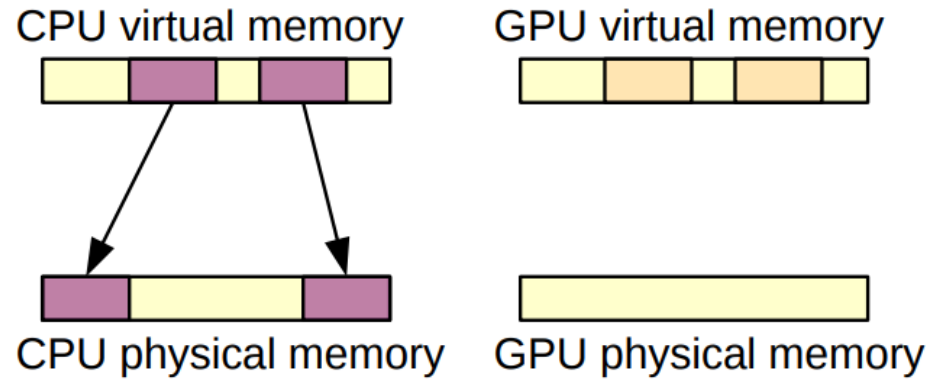 CPU virtual memory
GPU virtual memory
CPU physical memory
GPU physical memory